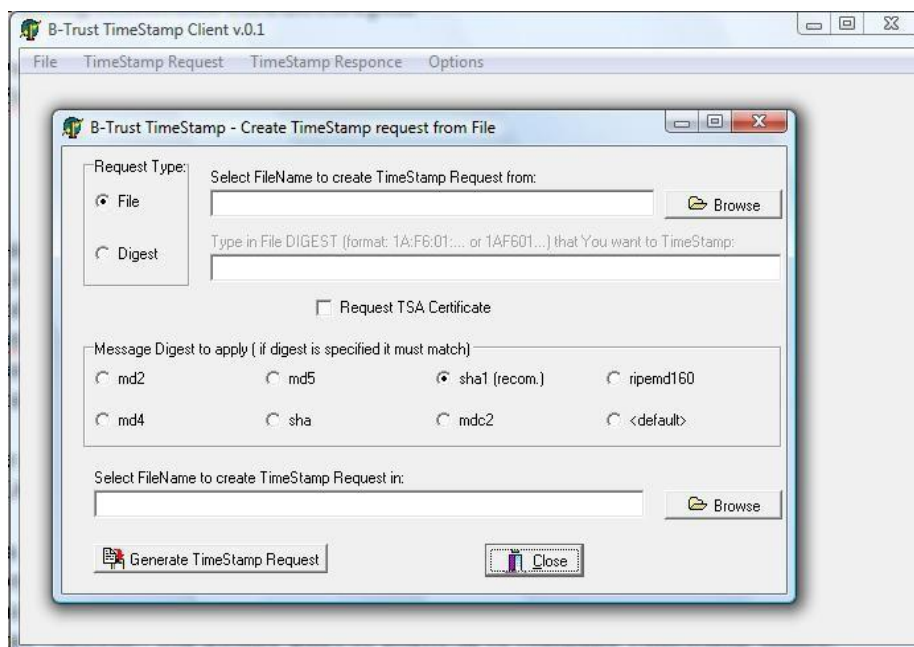 B-Trust TimeStamp Client v.0.1
File TimeStamp Request TimeStamp Responce Options
B-Trust TimeStamp - Create TimeStamp request from File
Request Type:
File
Digest
Select FileName to create TimeStamp Request from:
Browse
Type in File DIGEST (format: 1A:F6:01:... or 1AF601...) that You want to TimeStamp:
Request TSA Certificate
Message Digest to apply ( if digest is specified it must match)
md2 md5 sha1 (recom.) ripemd160
md4 sha mdc2 <default>
Select FileName to create TimeStamp Request in:
Browse
Generate TimeStamp Request Close